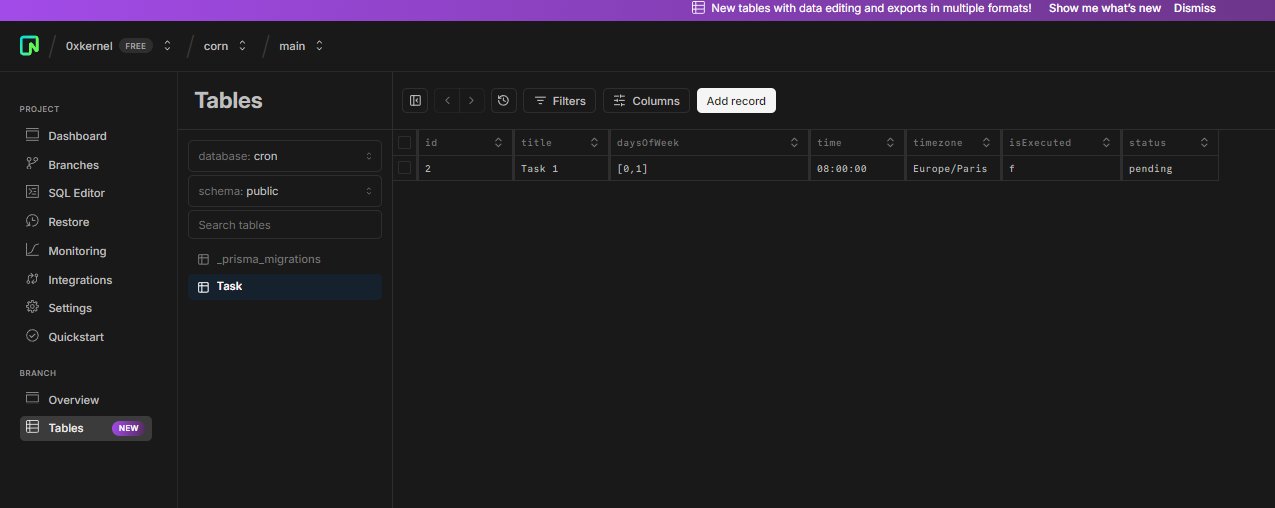 New tables with data editing and exports in multiple formats! Show me what's new Dismiss
0xkernel FREE / corn / main
PROJECT
Dashboard
Branches
SQL Editor
Restore
Monitoring
Integrations
Settings
Quickstart
BRANCH
Overview
Tables NEW
Tables
database: cron
schema: public
Search tables
_prisma_migrations
Task
Filters Columns Add record
id title daysOfWeek time timezone isExecuted status
2 Task 1 [0,1] 08:00:00 Europe/Paris f pending